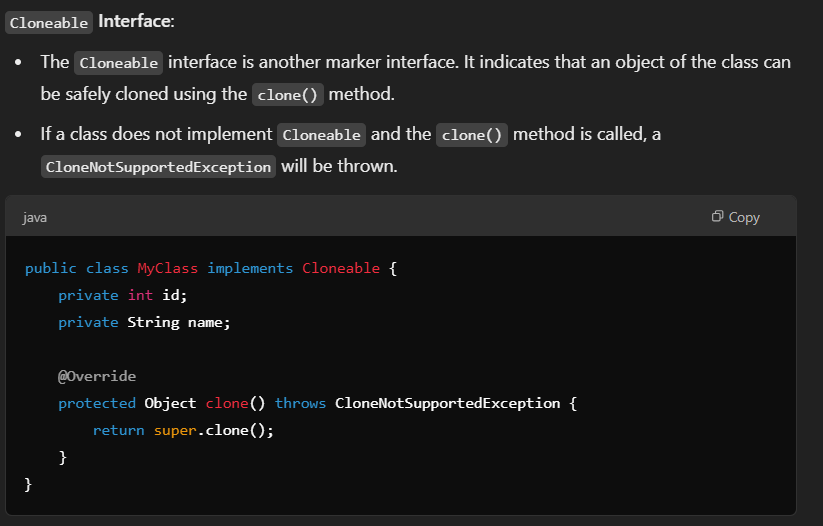 Cloneable Interface:
• The Cloneable interface is another marker interface. It indicates that an object of the class can
be safely cloned using the clone() method.
• If a class does not implement Cloneable and the clone() method is called, a
CloneNotSupportedException will be thrown.
java Copy
public class MyClass implements Cloneable {
    private int id;
    private String name;

    @Override
    protected Object clone() throws CloneNotSupportedException {
        return super.clone();
    }
}